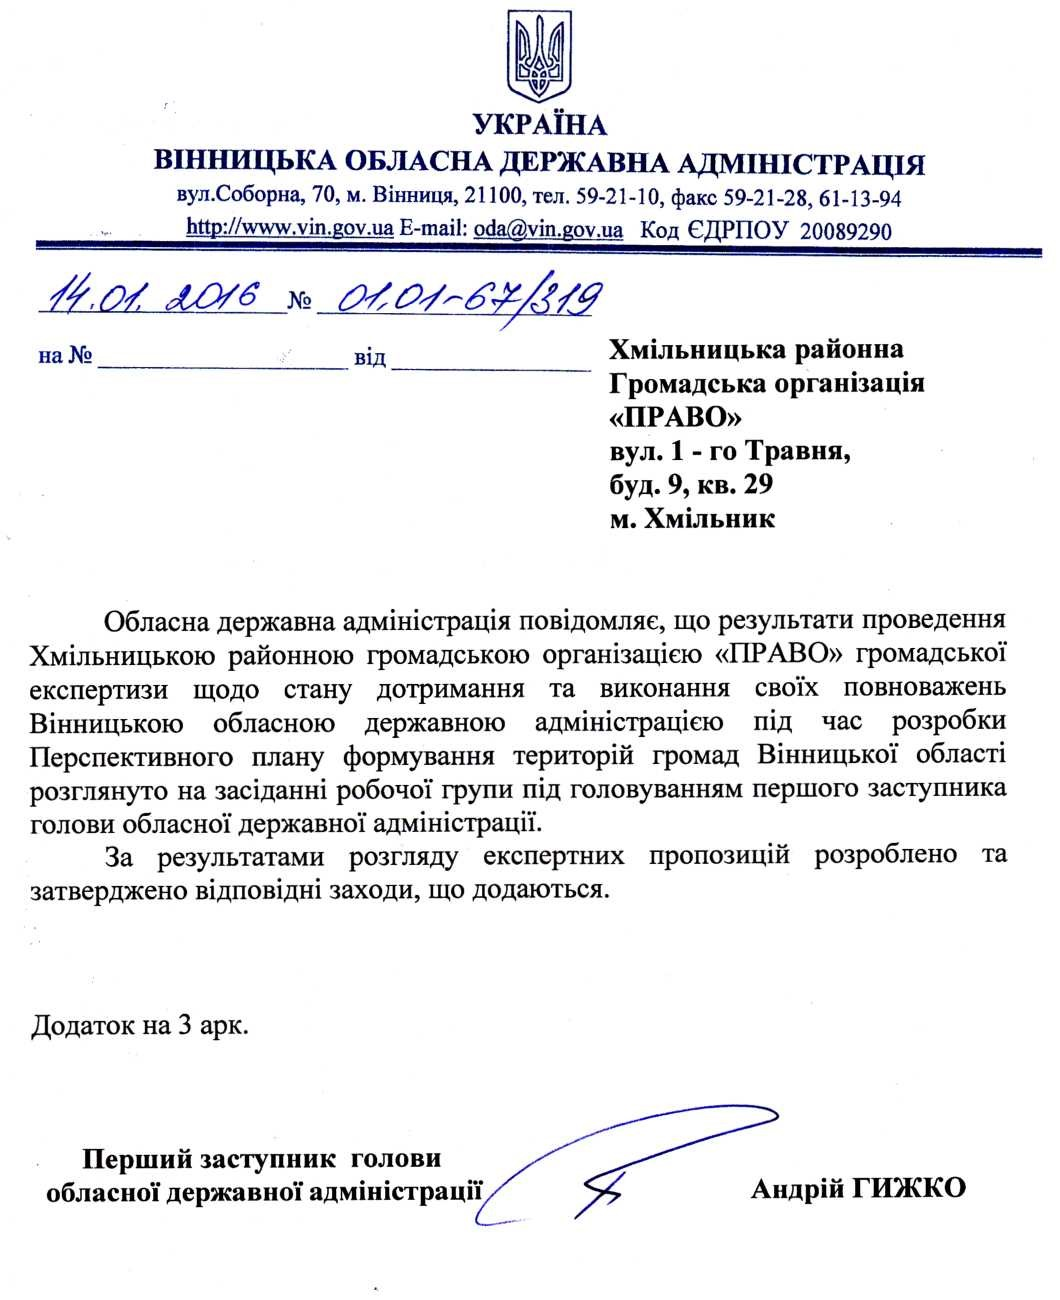 УКРАЇНА
ВІННИЦЬКА ОБЛАСНА ДЕРЖАВНА АДМІНІСТРАЦІЯ
вул.Соборна, 70, м. Вінниця, 21100, тел. 59-21-10, факс 59-21-28, 61-13-94
http://www.vin.gov.ua E-mail: oda@vin.gov.ua Код ЄДРПОУ 20089290
14.01. 2016 № 01.01-67/319
на № ____________________ від ________________
Хмільницька районна
Громадська організація
«ПРАВО»
вул. 1 - го Травня,
буд. 9, кв. 29
м. Хмільник
Обласна державна адміністрація повідомляє, що результати проведення
Хмільницькою районною громадською організацією «ПРАВО» громадської
експертизи щодо стану дотримання та виконання своїх повноважень
Вінницькою обласною державною адміністрацією під час розробки
Перспективного плану формування територій громад Вінницької області
розглянуто на засіданні робочої групи під головуванням першого заступника
голови обласної державної адміністрації.
За результатами розгляду експертних пропозицій розроблено та
затверджено відповідні заходи, що додаються.
Додаток на 3 арк.
Перший заступник голови
обласної державної адміністрації Андрій ГИЖКО